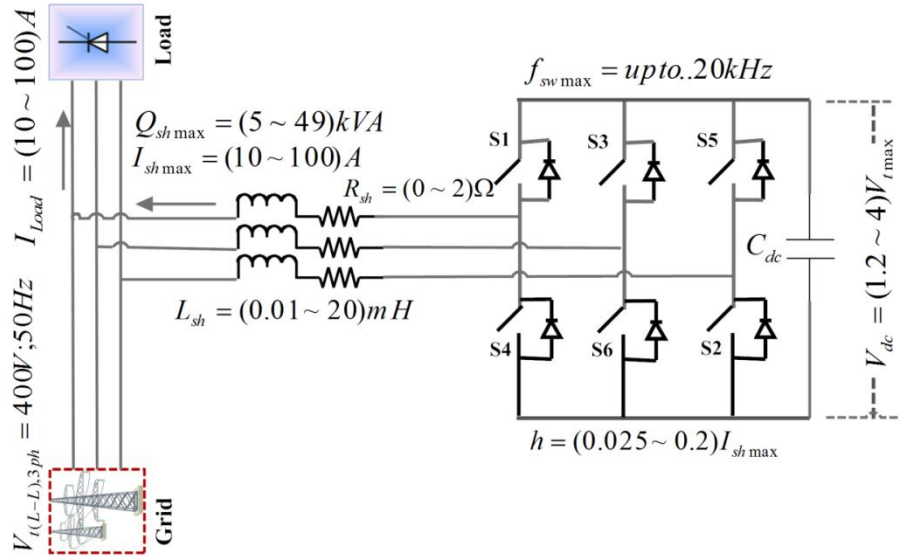 Load
I_Load = (10 ~ 100)A
f_sw max = upto..20kHz
Q_sh max = (5 ~ 49)kVA
I_sh max = (10 ~ 100)A
R_sh = (0 ~ 2)Ω
S1
S3
S5
C_dc
V_dc = (1.2 ~ 4)V_t max
L_sh = (0.01 ~ 20)mH
S4
S6
S2
h = (0.025 ~ 0.2)I_sh max
V_t(L-L),3ph = 400V,50Hz
Grid